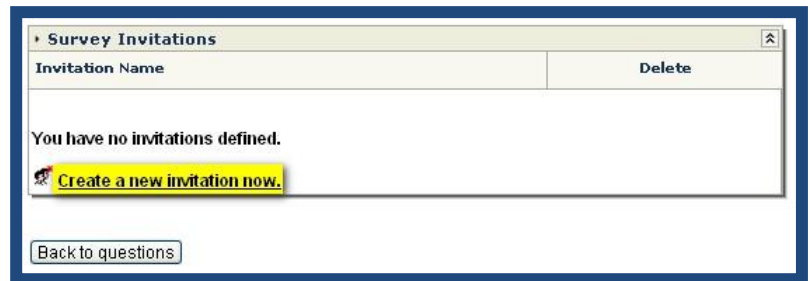 Survey Invitations
Invitation Name Delete
You have no invitations defined.
Create a new invitation now.
Back to questions